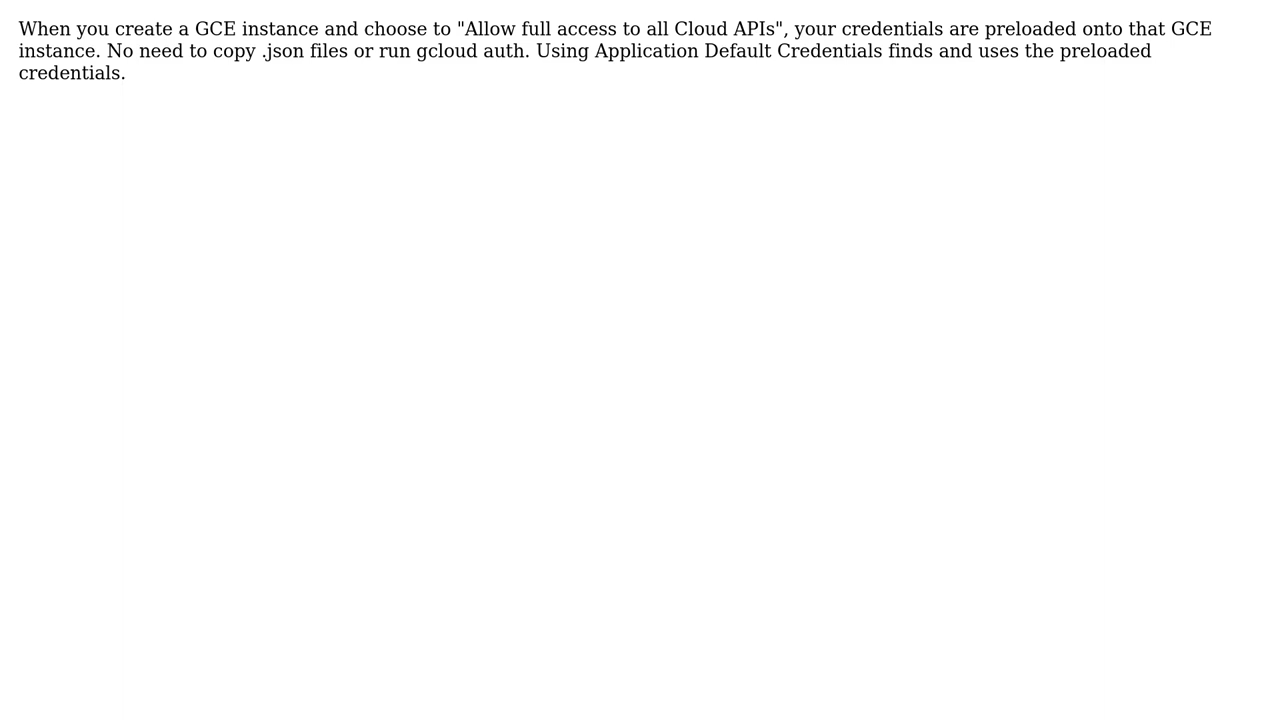 When you create a GCE instance and choose to "Allow full access to all Cloud APIs", your credentials are preloaded onto that GCE
instance. No need to copy .json files or run gcloud auth. Using Application Default Credentials finds and uses the preloaded
credentials.